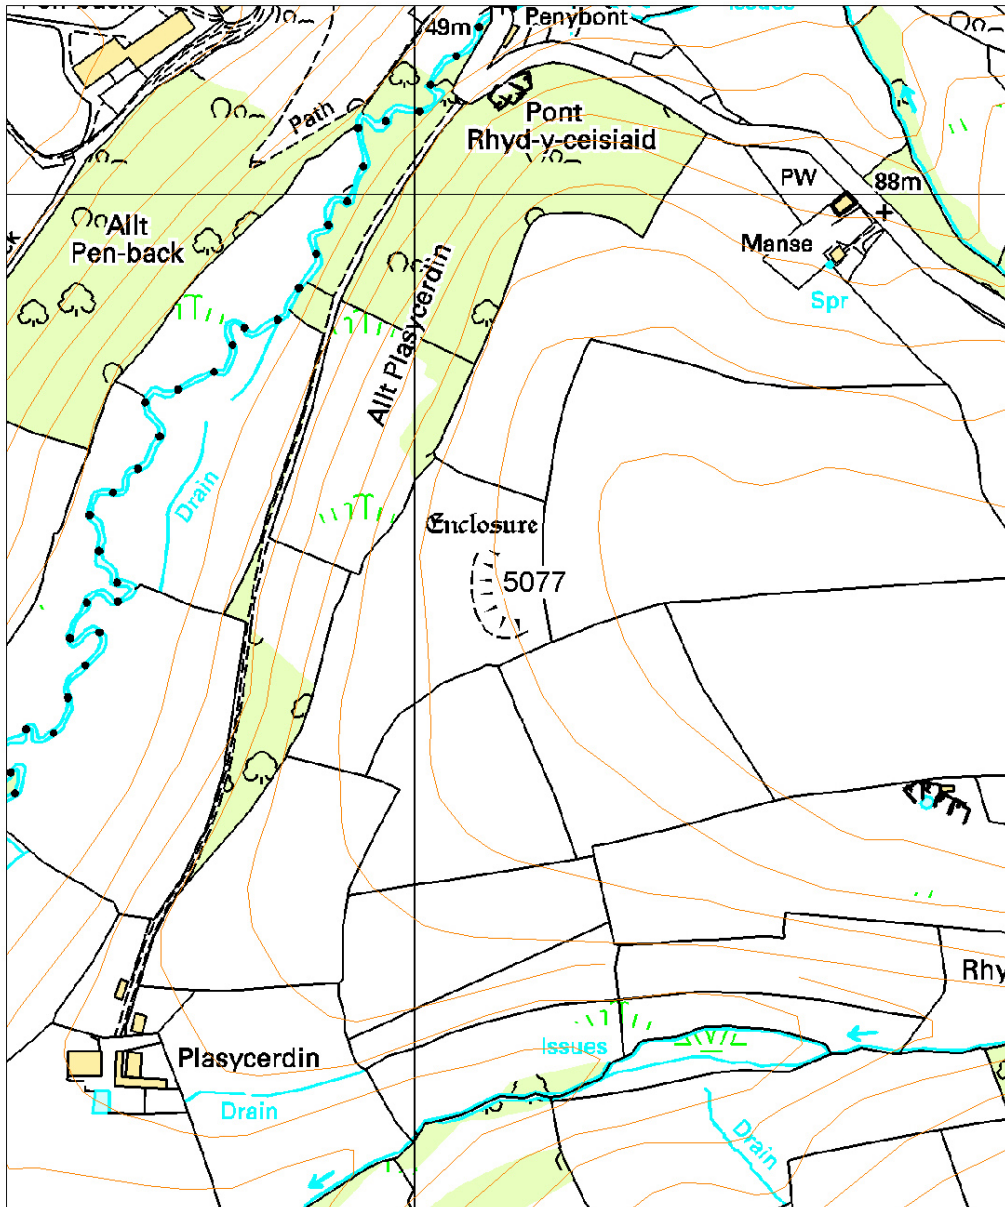 49m
Penybont
Issues
Path
Pont
Rhyd-y-ceisiaid
PW
88m
Allt
Pen-back
Manse
Spr
Allt Plasycerdin
Drain
Enclosure
5077
Rhy
Issues
Plasycerdin
Drain
Drain